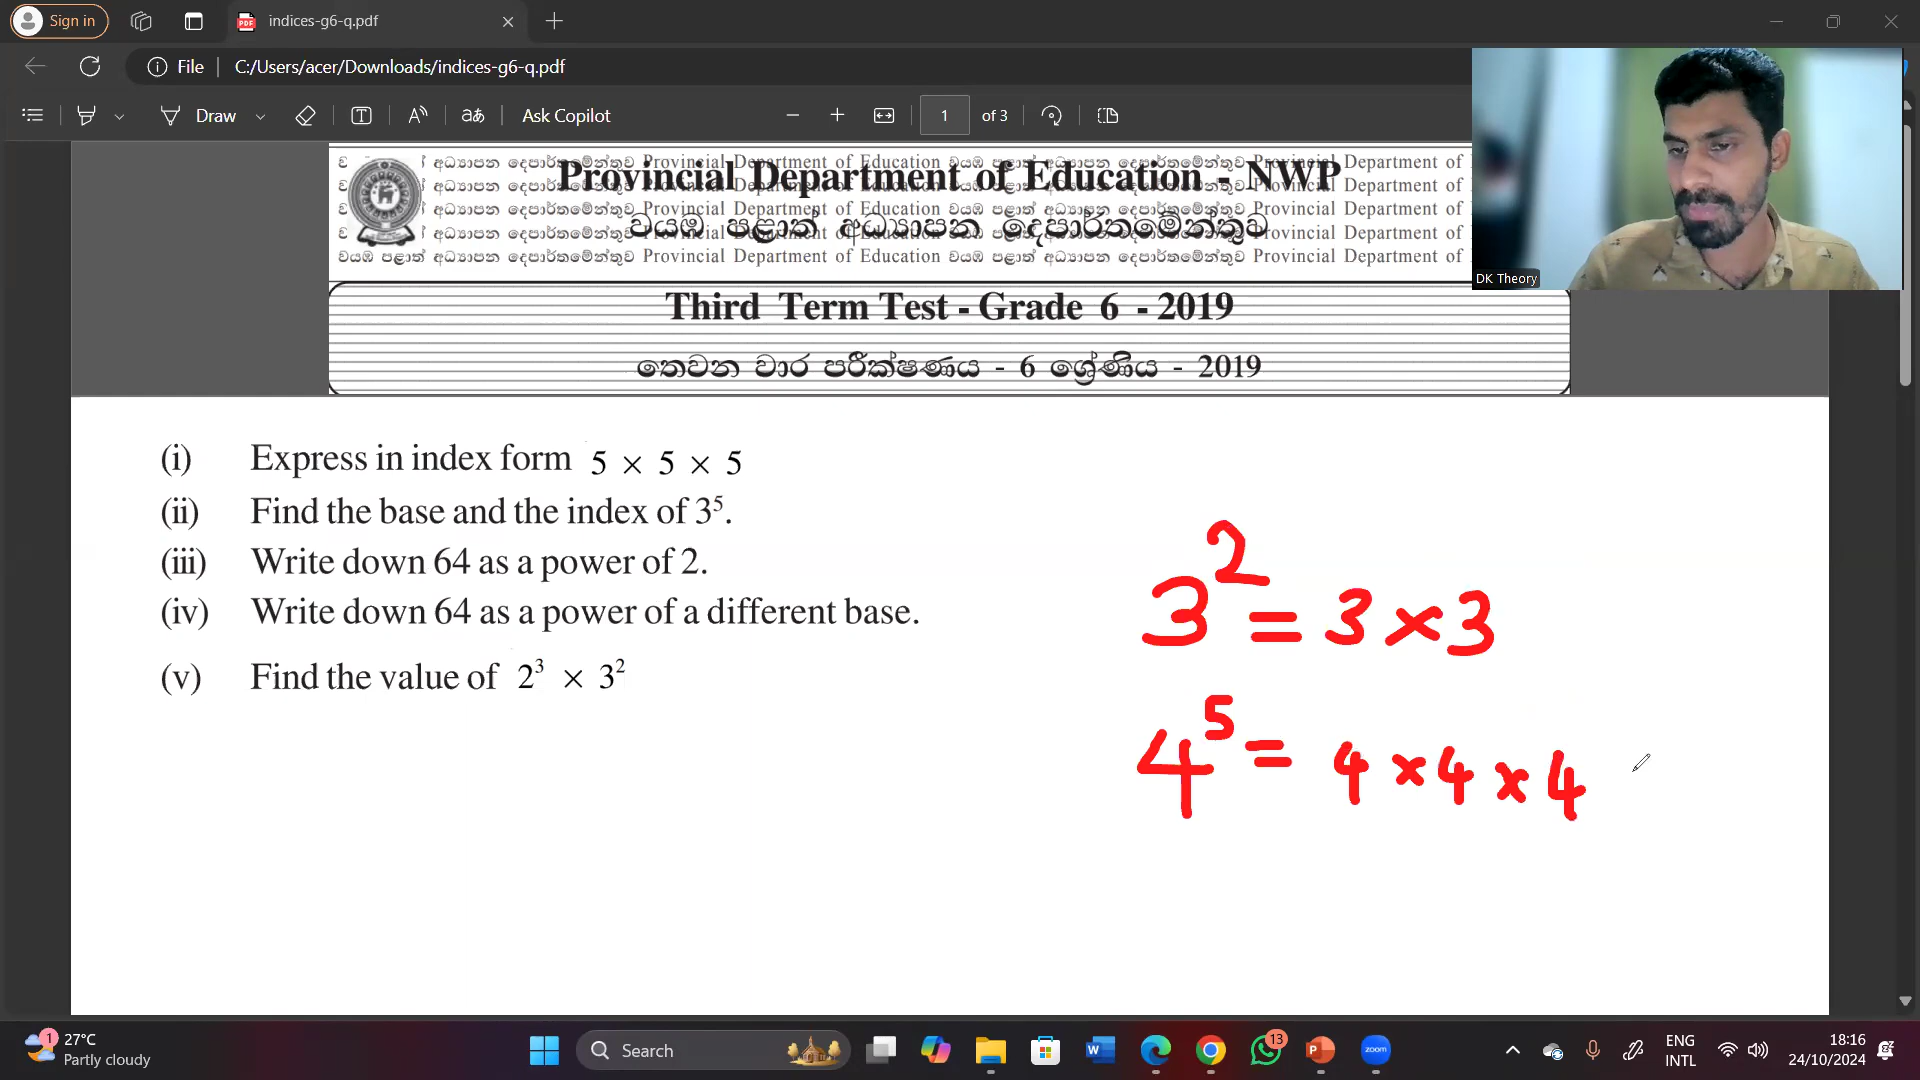 Sign in
indices-g6-q.pdf
File
C:/Users/acer/Downloads/indices-g6-q.pdf
Draw
Ask Copilot
1 of 3
Provincial Department of Education - NWP
වයඹ පළාත් අධ්‍යාපන දෙපාර්තමේන්තුව
Third Term Test - Grade 6 - 2019
තෙවන වාර පරීක්ෂණය - 6 ශ්‍රේණිය - 2019
DK Theory
(i) Express in index form 5 × 5 × 5
(ii) Find the base and the index of 3⁵.
(iii) Write down 64 as a power of 2.
(iv) Write down 64 as a power of a different base.
(v) Find the value of 2³ × 3²
3² = 3 × 3
4⁵ = 4 × 4 × 4
1
27°C
Partly cloudy
Search
13
zoom
ENG
INTL
18:16
24/10/2024